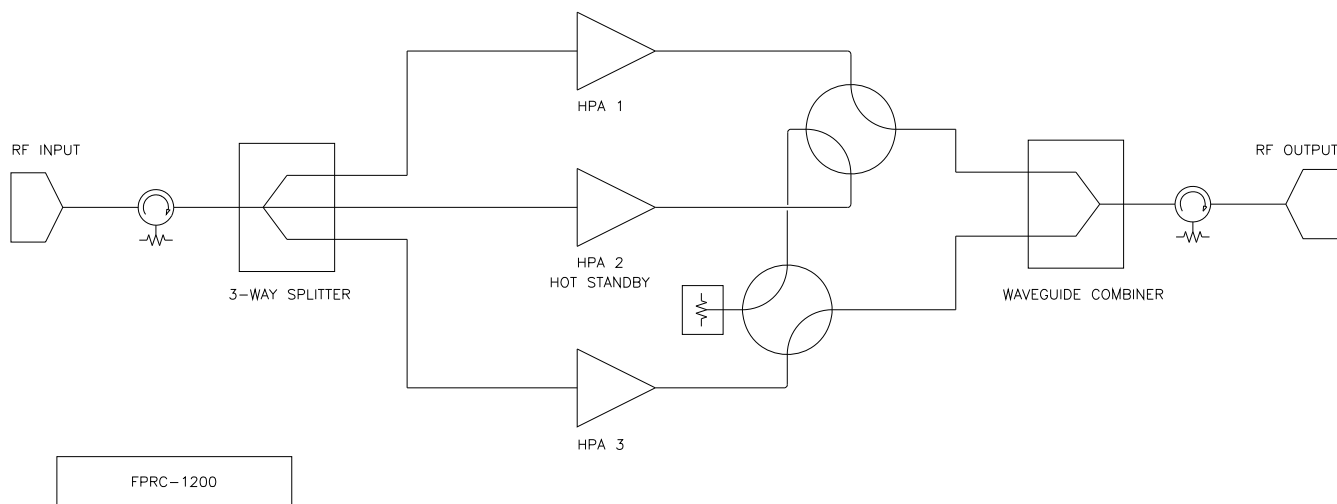 HPA 1
RF INPUT
RF OUTPUT
3-WAY SPLITTER
HPA 2
HOT STANDBY
WAVEGUIDE COMBINER
HPA 3
FPRC-1200